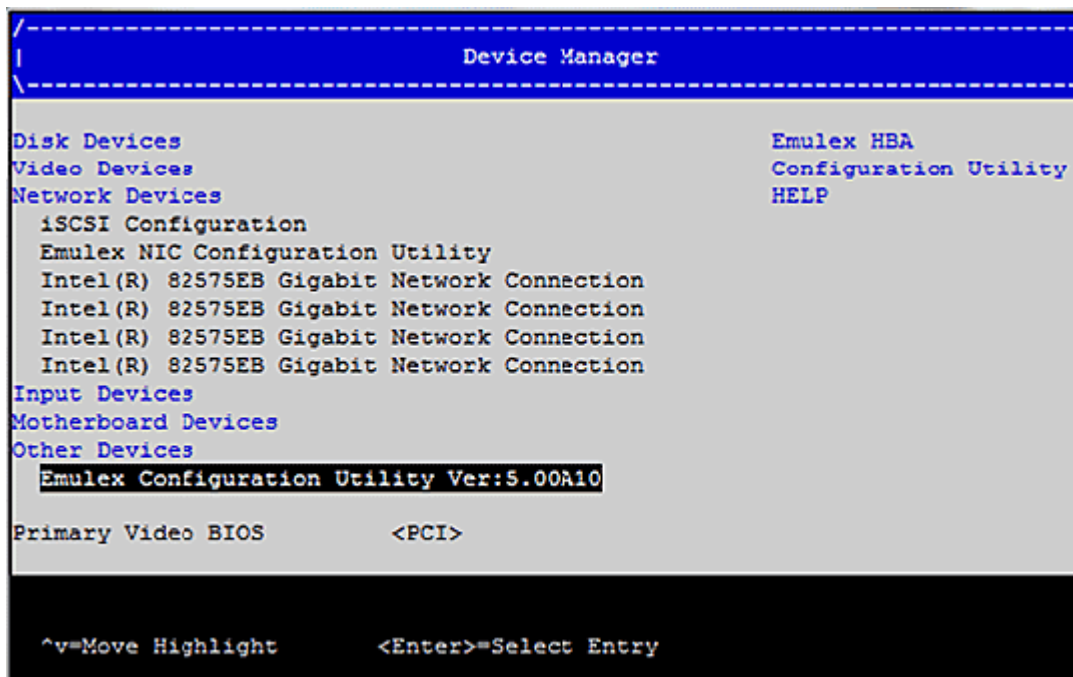 /---------------------------------------------------------------------------
| Device Manager
\---------------------------------------------------------------------------
Disk Devices
Video Devices
Network Devices
iSCSI Configuration
Emulex NIC Configuration Utility
Intel(R) 82575EB Gigabit Network Connection
Intel(R) 82575EB Gigabit Network Connection
Intel(R) 82575EB Gigabit Network Connection
Intel(R) 82575EB Gigabit Network Connection
Input Devices
Motherboard Devices
Other Devices
Emulex Configuration Utility Ver:5.00A10
Primary Video BIOS <PCI>
Emulex HBA
Configuration Utility
HELP
^v=Move Highlight <Enter>=Select Entry